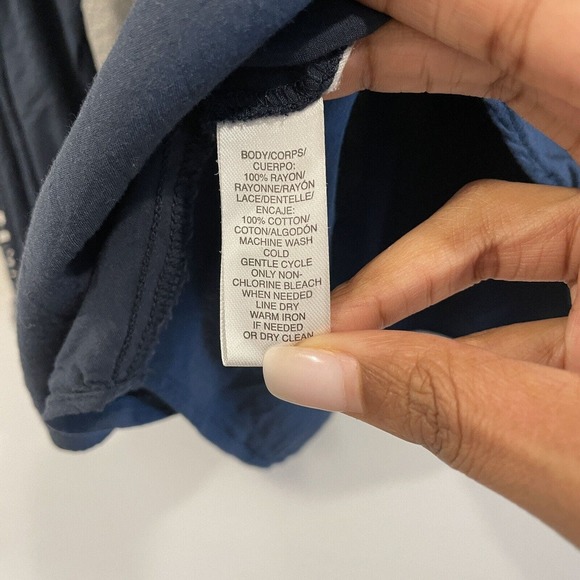 BODY/CORPS/
CUERPO:
100% RAYON/
RAYONNE/RAYÓN
LACE/DENTELLE/
ENCAJE:
100% COTTON/
COTON/ALGODÓN
MACHINE WASH
COLD
GENTLE CYCLE
ONLY NON-
CHLORINE BLEACH
WHEN NEEDED
LINE DRY
WARM IRON
IF NEEDED
OR DRY CLEAN